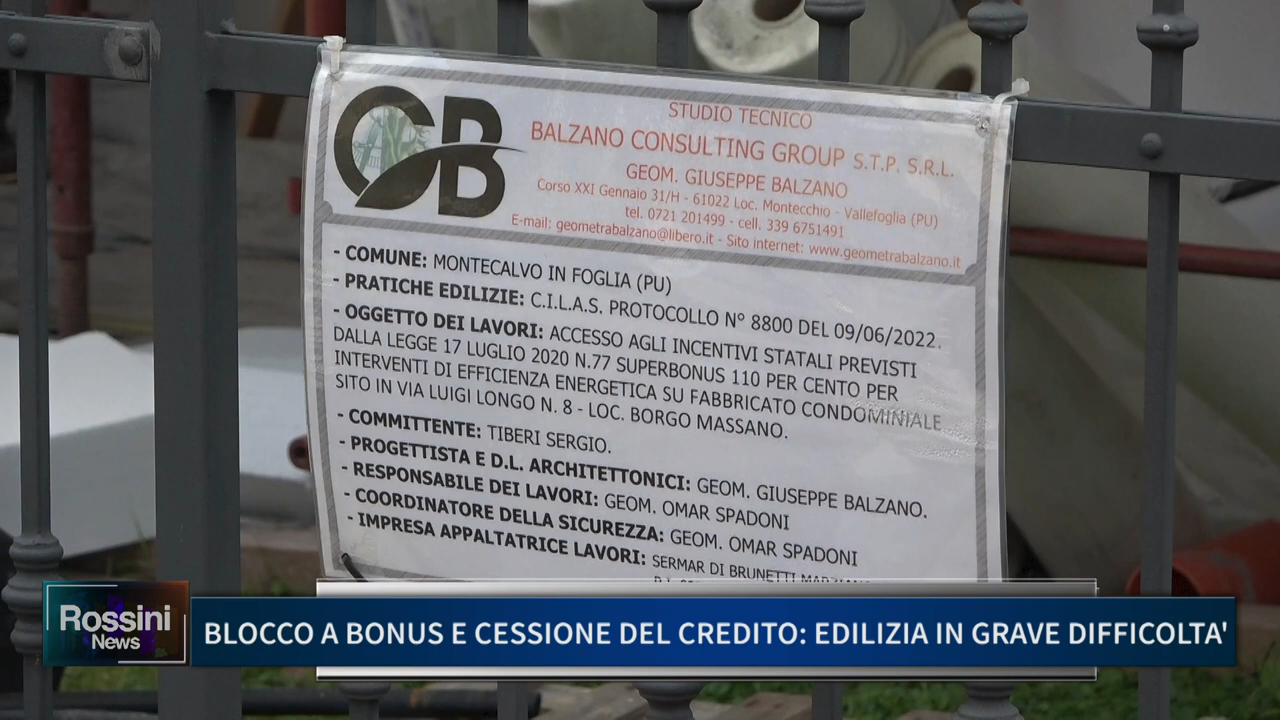 GB
STUDIO TECNICO
BALZANO CONSULTING GROUP S.T.P. S.R.L.
GEOM. GIUSEPPE BALZANO
Corso XXI Gennaio 31/H - 61022 Loc. Montecchio - Vallefoglia (PU)
tel. 0721 201499 - cell. 339 6751491
E-mail: geometrabalzano@libero.it - Sito internet: www.geometrabalzano.it
- COMUNE: MONTECALVO IN FOGLIA (PU)
- PRATICHE EDILIZIE: C.I.L.A.S. PROTOCOLLO N° 8800 DEL 09/06/2022.
- OGGETTO DEI LAVORI: ACCESSO AGLI INCENTIVI STATALI PREVISTI
DALLA LEGGE 17 LUGLIO 2020 N.77 SUPERBONUS 110 PER CENTO PER
INTERVENTI DI EFFICIENZA ENERGETICA SU FABBRICATO CONDOMINIALE
SITO IN VIA LUIGI LONGO N. 8 - LOC. BORGO MASSANO.
- COMMITTENTE: TIBERI SERGIO.
- PROGETTISTA E D.L. ARCHITETTONICI: GEOM. GIUSEPPE BALZANO.
- RESPONSABILE DEI LAVORI: GEOM. OMAR SPADONI
- COORDINATORE DELLA SICUREZZA: GEOM. OMAR SPADONI
- IMPRESA APPALTATRICE LAVORI: SERMAR DI BRUNETTI
Rossini
News
BLOCCO A BONUS E CESSIONE DEL CREDITO: EDILIZIA IN GRAVE DIFFICOLTA'